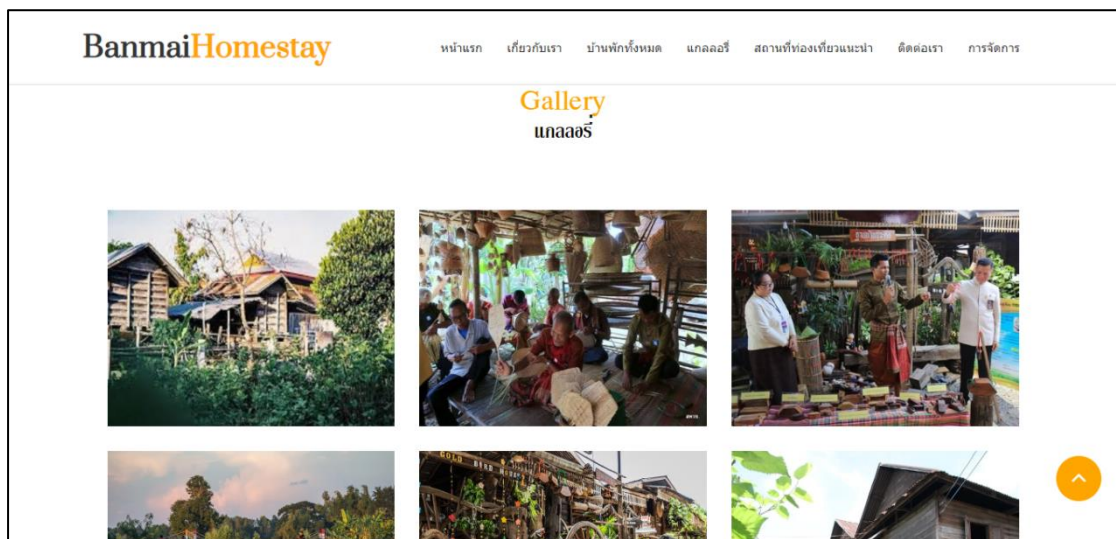 BanmaiHomestay
หน้าแรก เกี่ยวกับเรา บ้านพักทั้งหมด แกลลอรี่ สถานที่ท่องเที่ยวแนะนำ ติดต่อเรา การจัดการ
Gallery
แกลลอรี่
GOLD